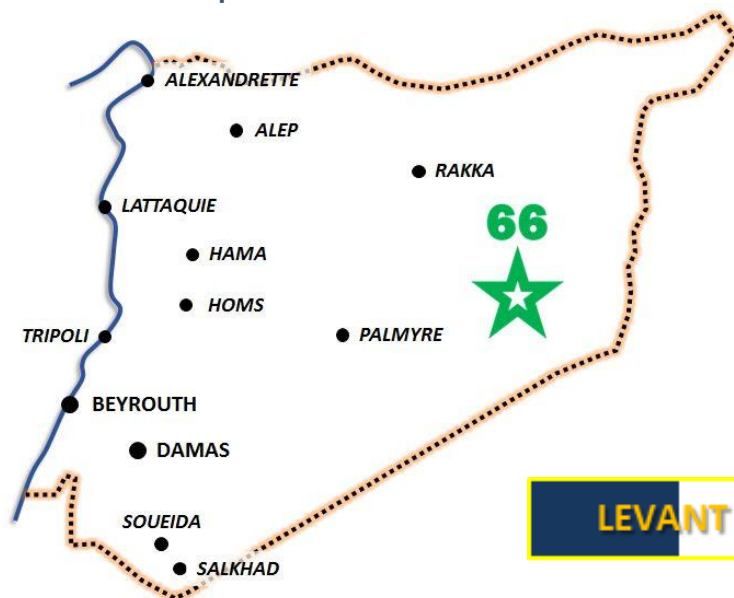 ALEXANDRETTE
ALEP
RAKKA
LATTAQUIE
66
HAMA
HOMS
TRIPOLI
PALMYRE
BEYROUTH
DAMAS
LEVANT
SOUEIDA
SALKHAD